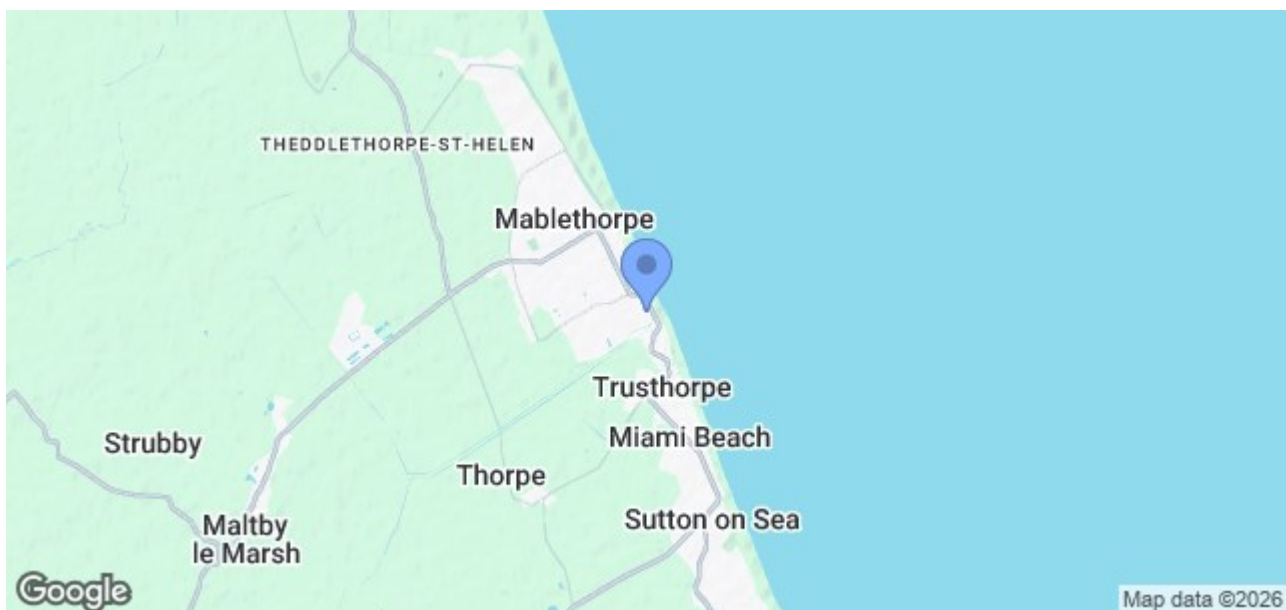 THEDDLETHORPE-ST-HELEN
Mablethorpe
Trusthorpe
Miami Beach
Strubby
Thorpe
Sutton on Sea
Maltby
le Marsh
Google
Map data ©2026